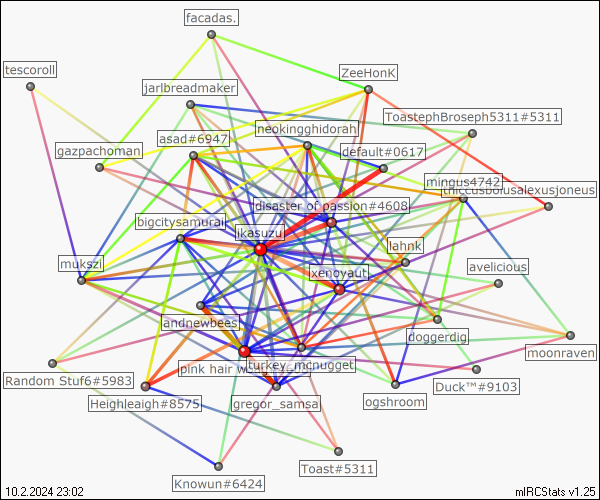 facadas.
tescoroll
ZeeHonK
jarlbreadmaker
ToastephBroseph5311#5311
neokingghidorah
asad#6947
default#0617
gazpachoman
mingus4742
thiccusbolusalexusjoneus
disaster of passion#4608
bigcitysamurai
jikasuzu
lahnk
mukszi
xenoyaut
avelicious
andnewbees
doggerdig
moonraven
pink hair w
turkey_mcnugget
Random Stuf6#5983
Duck™#9103
Heighleaigh#8575
gregor_samsa
ogshroom
Toast#5311
Knowun#6424
10.2.2024 23:02
mIRCStats v1.25